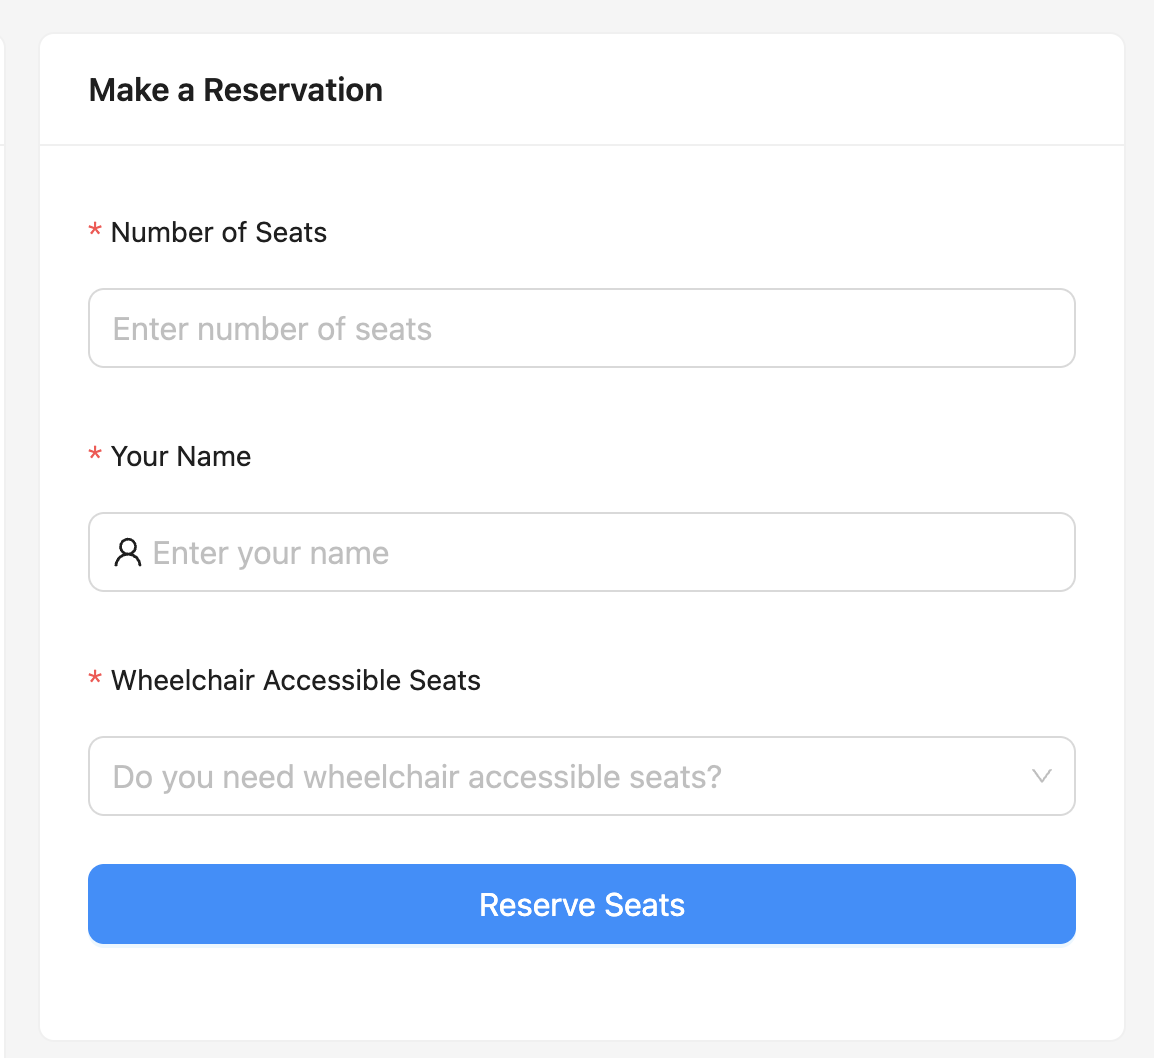 Make a Reservation
* Number of Seats
Enter number of seats
* Your Name
Enter your name
* Wheelchair Accessible Seats
Do you need wheelchair accessible seats?
Reserve Seats